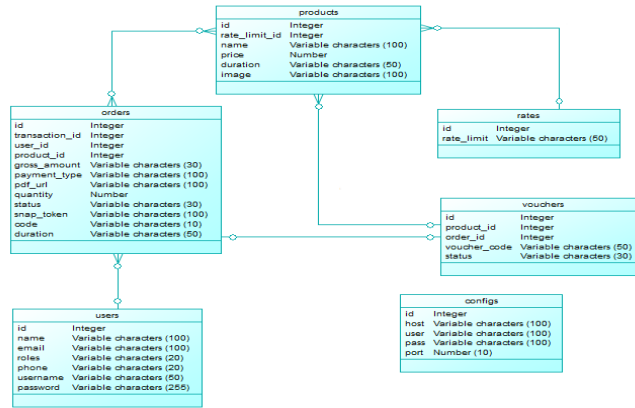 products
id Integer
rate_limit_id Integer
name Variable characters (100)
price Number
duration Variable characters (50)
image Variable characters (100)
orders
id Integer
transaction_id Integer
user_id Integer
product_id Integer
gross_amount Variable characters (30)
payment_type Variable characters (100)
pdf_url Variable characters (100)
quantity Number
status Variable characters (30)
snap_token Variable characters (100)
code Variable characters (10)
duration Variable characters (50)
rates
id Integer
rate_limit Variable characters (50)
vouchers
id Integer
product_id Integer
order_id Integer
voucher_code Variable characters (50)
status Variable characters (30)
users
id Integer
name Variable characters (100)
email Variable characters (100)
roles Variable characters (20)
phone Variable characters (20)
username Variable characters (50)
password Variable characters (255)
configs
id Integer
host Variable characters (100)
user Variable characters (100)
pass Variable characters (100)
port Number (10)